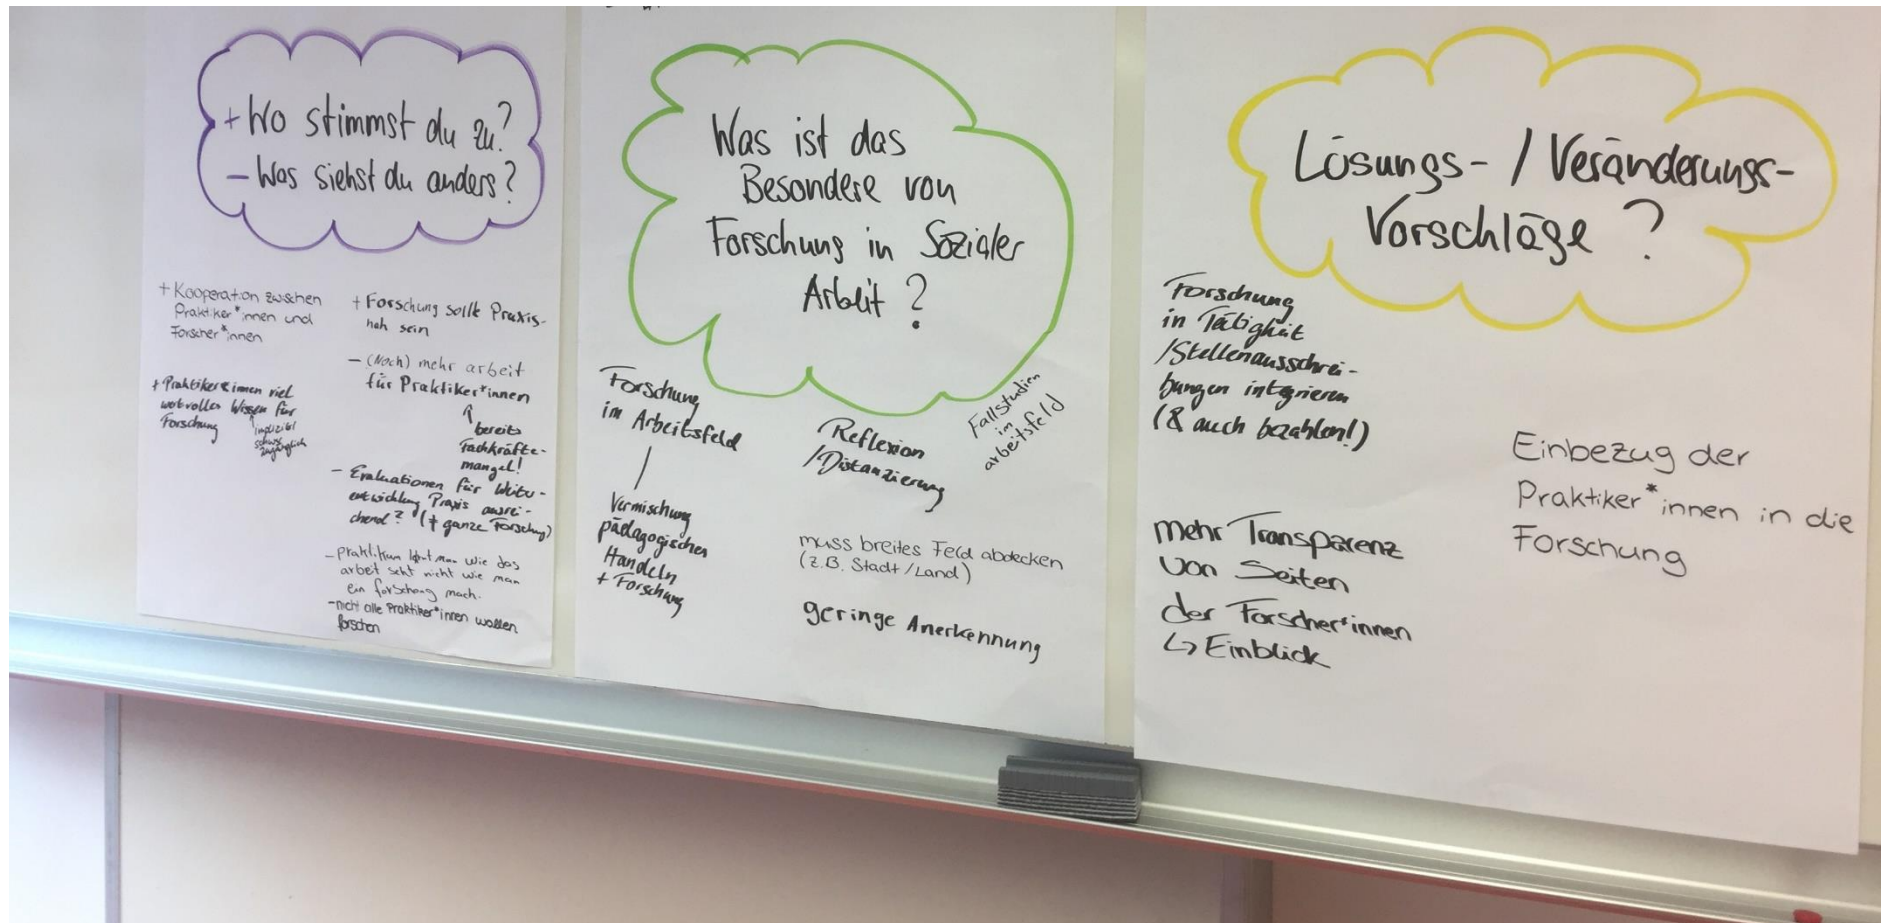 + Wo stimmst du zu?
- Was siehst du anders?
+ Kooperation zwischen
Praktiker*innen und
Forscher*innen
+ Praktiker*innen viel
wertvolles Wissen für
Forschung
implizit!
schwer
zugänglich
+ Forschung sollte Praxis-
nah sein
- (Noch) mehr arbeit
für Praktiker*innen
bereits
Fachkräfte-
mangel!
- Evaluationen für Weiter-
entwicklung Praxis ausrei-
chend? (≠ ganze Forschung)
- praktikum lernt man wie das
arbeit seht nicht wie man
ein forschung mach.
- nicht alle Praktiker*innen wollen
forschen
Was ist das
Besondere von
Forschung in Sozialer
Arbeit?
Forschung
im Arbeitsfeld
Vermischung
pädagogisches
Handeln
+ Forschung
Reflexion
/Distanzierung
Fallstudien
im
arbeitsfeld
muss breites Feld abdecken
(z.B. Stadt/Land)
geringe Anerkennung
Lösungs- / Veränderungs-
Vorschläge?
Forschung
in Tätigkeit
/Stellenausschrei-
bungen integrieren
(& auch bezahlen!)
mehr Transparenz
von Seiten
der Forscher*innen
↳ Einblick
Einbezug der
Praktiker*innen in die
Forschung